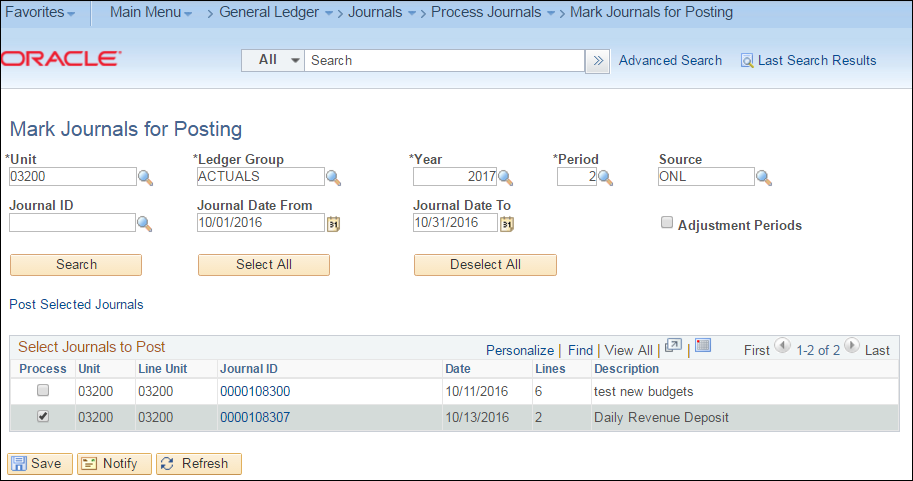 Favorites Main Menu > General Ledger > Journals > Process Journals > Mark Journals for Posting
ORACLE
All Search Advanced Search Last Search Results
Mark Journals for Posting
*Unit *Ledger Group *Year *Period Source
03200 ACTUALS 2017 2 ONL
Journal ID Journal Date From Journal Date To
10/01/2016 31 10/31/2016 31 Adjustment Periods
Search Select All Deselect All
Post Selected Journals
Select Journals to Post Personalize | Find | View All | | First 1-2 of 2 Last
Process Unit Line Unit Journal ID Date Lines Description
03200 03200 0000108300 10/11/2016 6 test new budgets
03200 03200 0000108307 10/13/2016 2 Daily Revenue Deposit
Save Notify Refresh